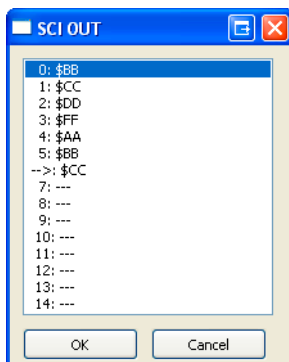 SCI OUT
0: $BB
1: $CC
2: $DD
3: $FF
4: $AA
5: $BB
-->: $CC
7: ---
8: ---
9: ---
10: ---
11: ---
12: ---
13: ---
14: ---
OK Cancel